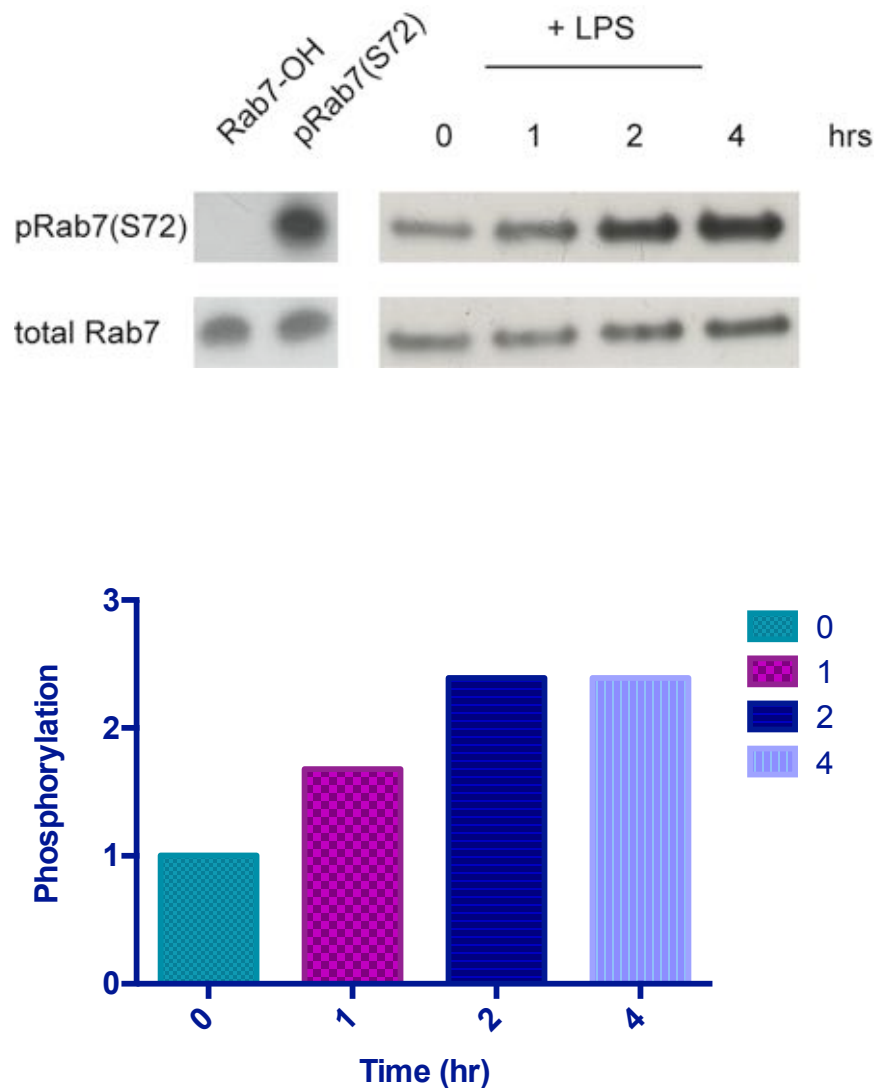 Rab7-OH
pRab7(S72)
+ LPS
0 1 2 4 hrs
pRab7(S72)
total Rab7
3
2
1
0
Phosphorylation
0 1 2 4
Time (hr)
0
1
2
4